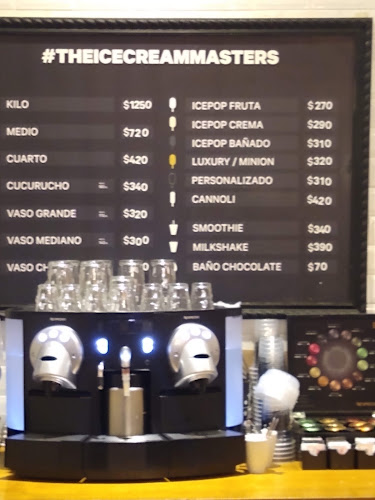 #THEICECREAMMASTERS
KILO $1250
MEDIO $720
CUARTO $420
CUCURUCHO $340
VASO GRANDE $320
VASO MEDIANO $300
VASO
ICEPOP FRUTA $270
ICEPOP CREMA $290
ICEPOP BAÑADO $310
LUXURY / MINION $320
PERSONALIZADO $310
CANNOLI $420
SMOOTHIE $340
MILKSHAKE $390
BAÑO CHOCOLATE $70